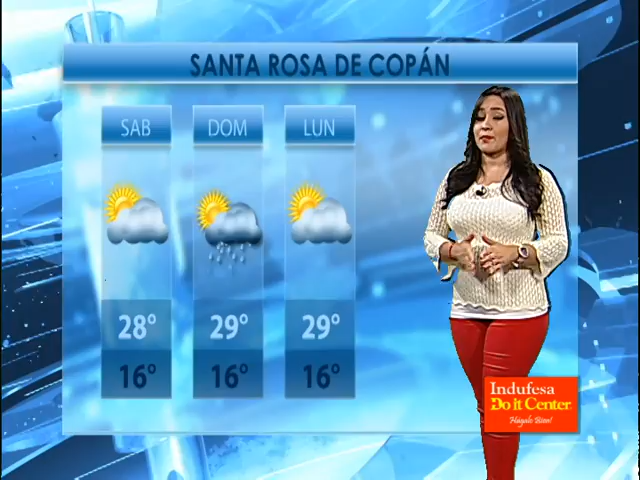 SANTA ROSA DE COPÁN
SAB DOM LUN
28° 29° 29°
16° 16° 16°
Indufesa
Do it Center
¡Hágalo Bien!